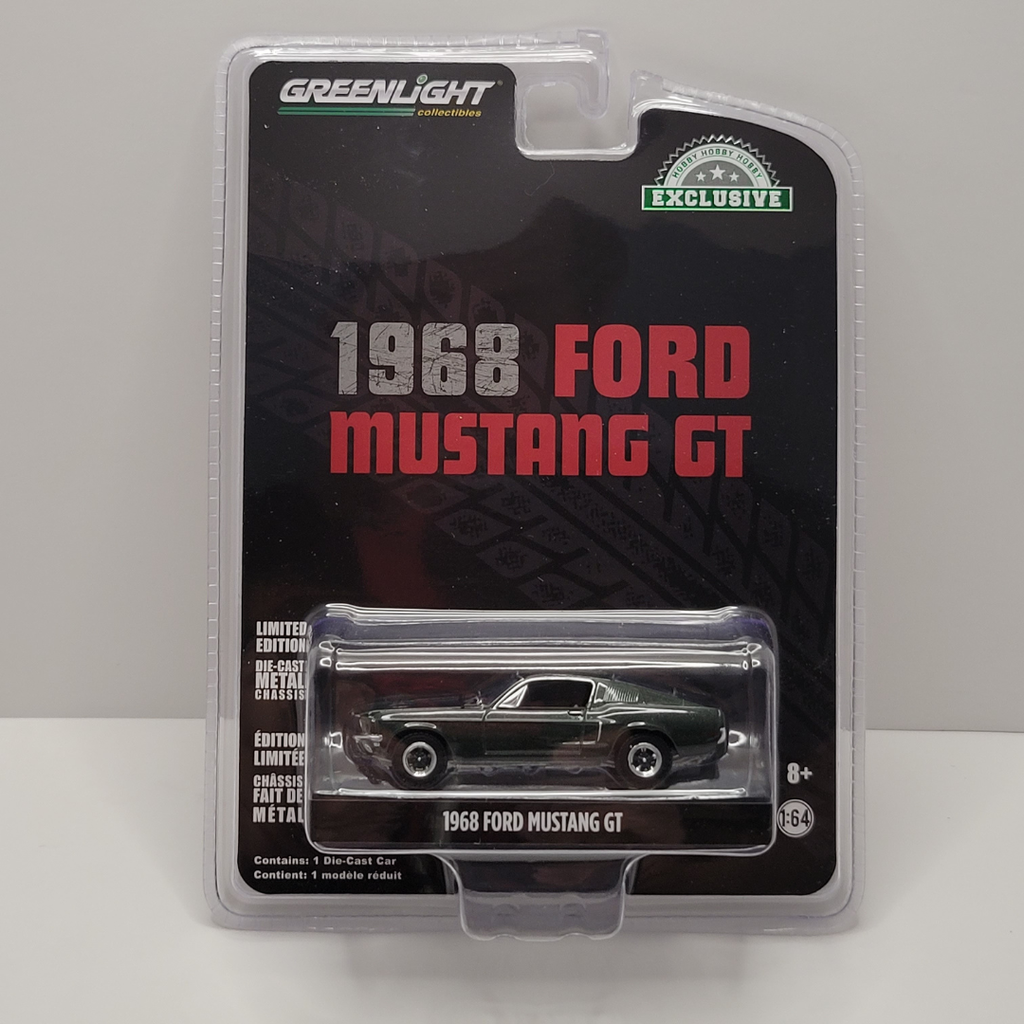 GREENLIGHT®
collectibles
HOBBY HOBBY HOBBY
EXCLUSIVE
1968 FORD
MUSTANG GT
LIMITED
EDITION
DIE-CAST
METAL
CHASSIS
ÉDITION
LIMITÉE
CHÂSSIS
FAIT DE
MÉTAL
8+
1:64
1968 FORD MUSTANG GT
Contains: 1 Die-Cast Car
Contient: 1 modèle réduit